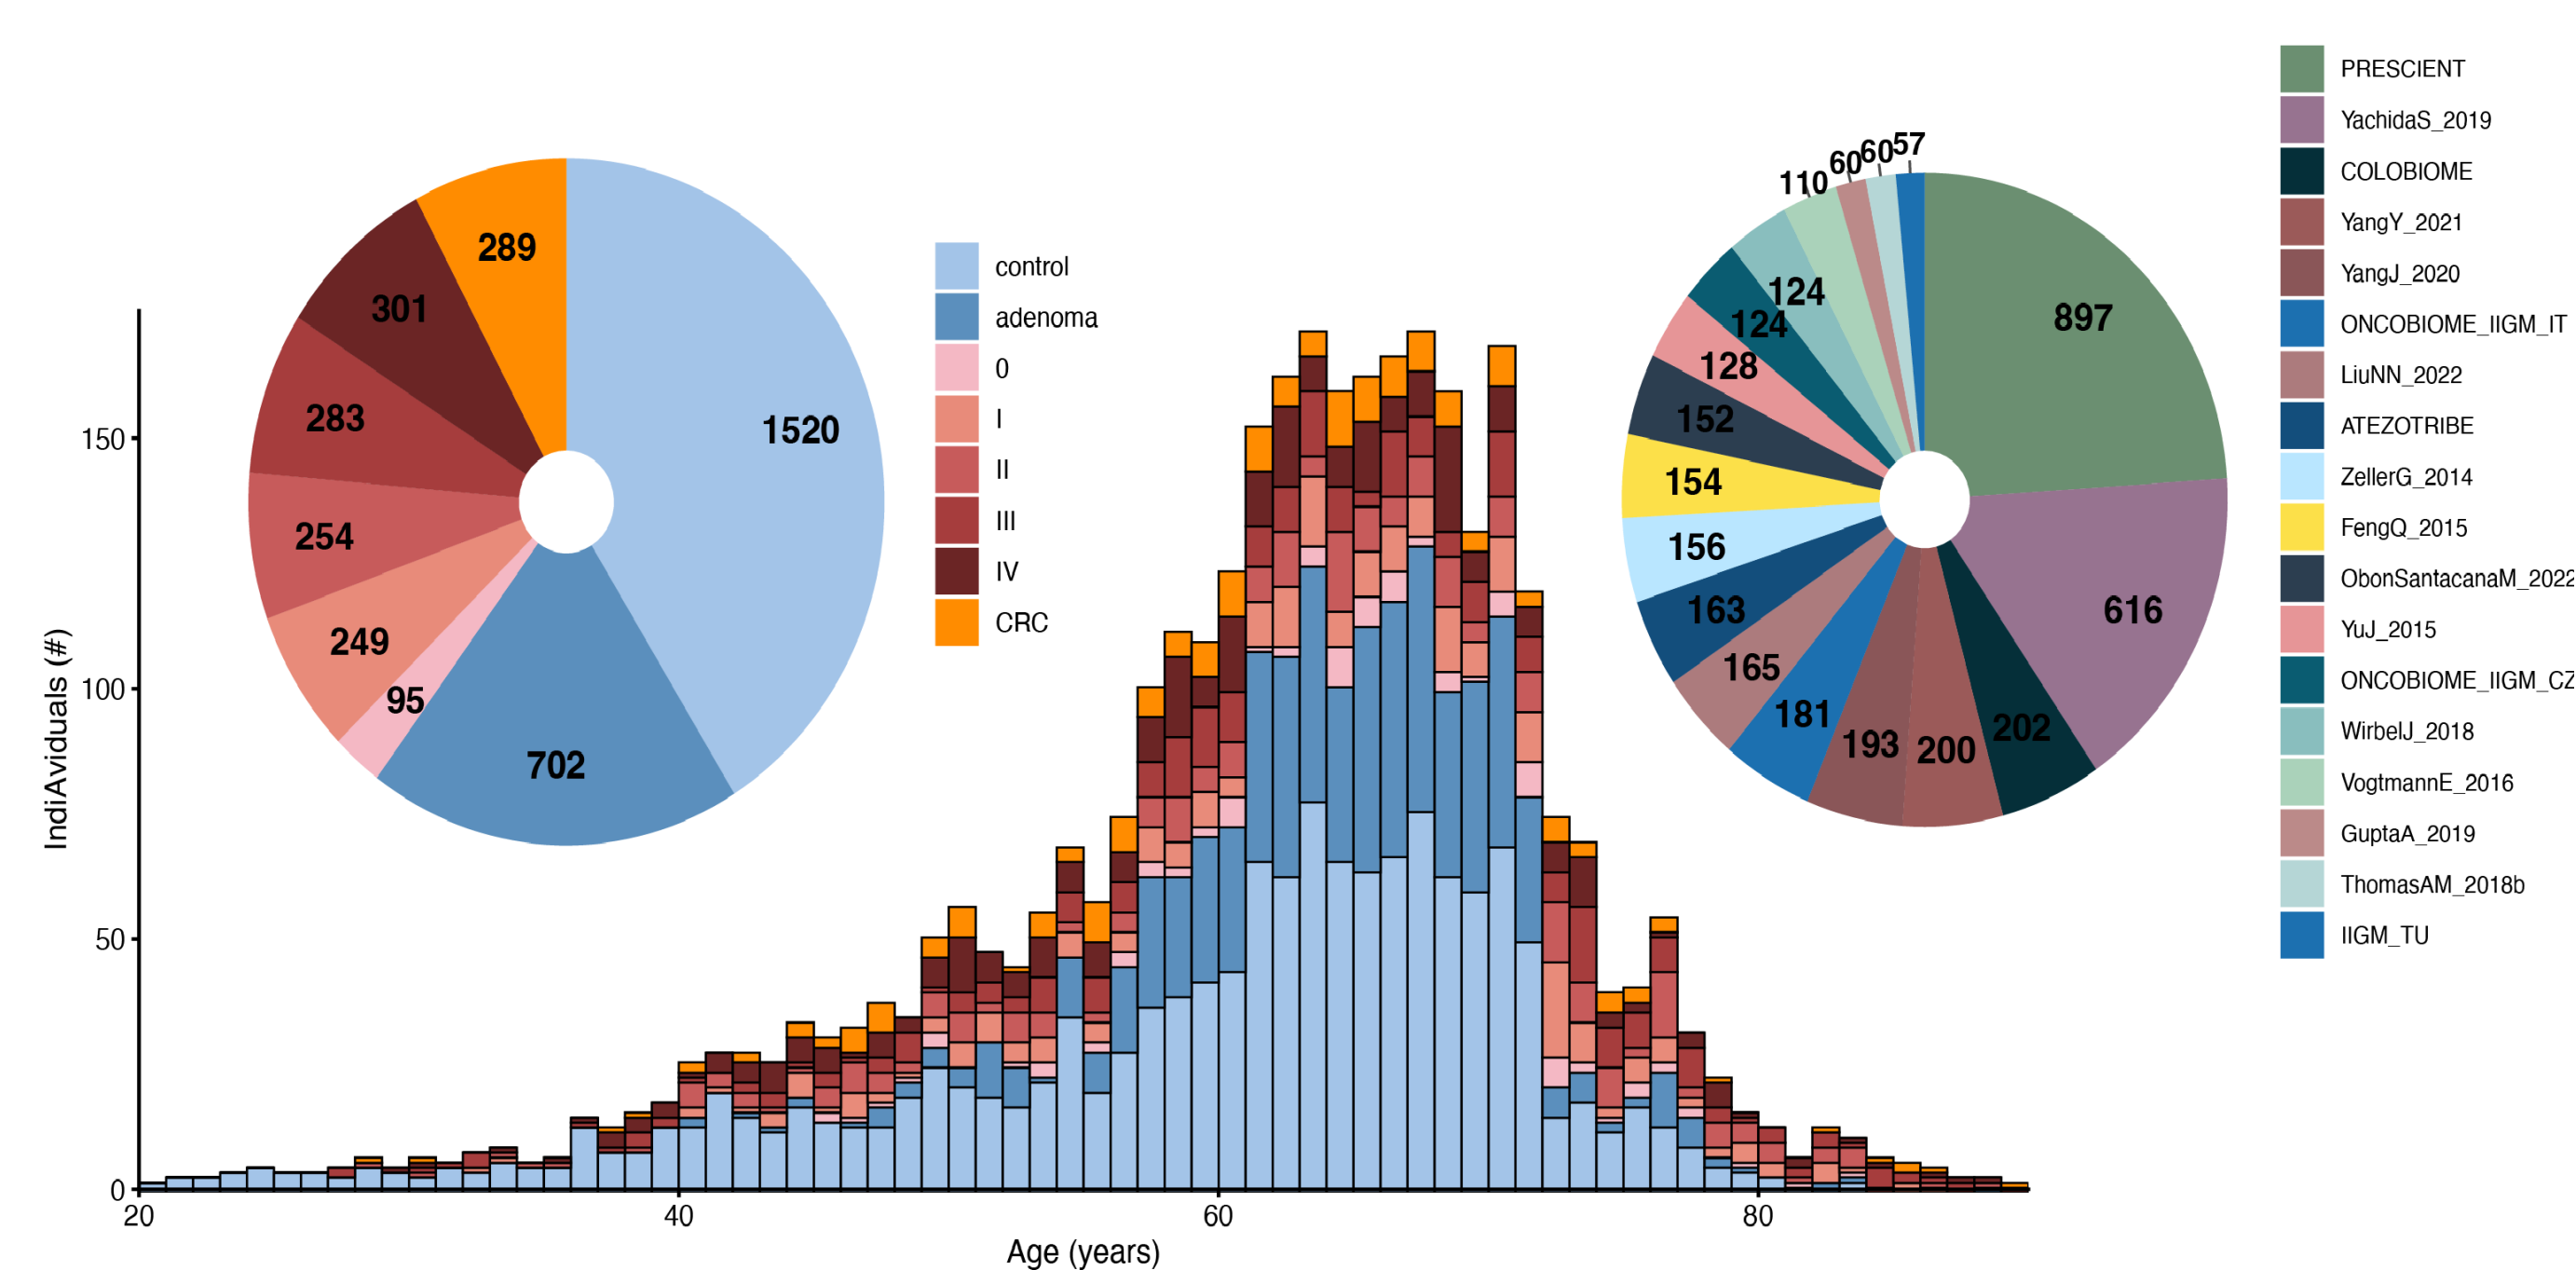 289
301
283
254
249
95
702
1520
control
adenoma
0
I
II
III
IV
CRC
110
60
60
57
897
616
202
200
193
181
165
163
156
154
152
128
124
124
PRESCIENT
YachidaS_2019
COLOBIOME
YangY_2021
YangJ_2020
ONCOBIOME_IIGM_IT
LiuNN_2022
ATEZOTRIBE
ZellerG_2014
FengQ_2015
ObonSantacanaM_2022
YuJ_2015
ONCOBIOME_IIGM_CZ
WirbelJ_2018
VogtmannE_2016
GuptaA_2019
ThomasAM_2018b
IIGM_TU
IndiAviduals (#)
150
100
50
0
20
40
60
80
Age (years)